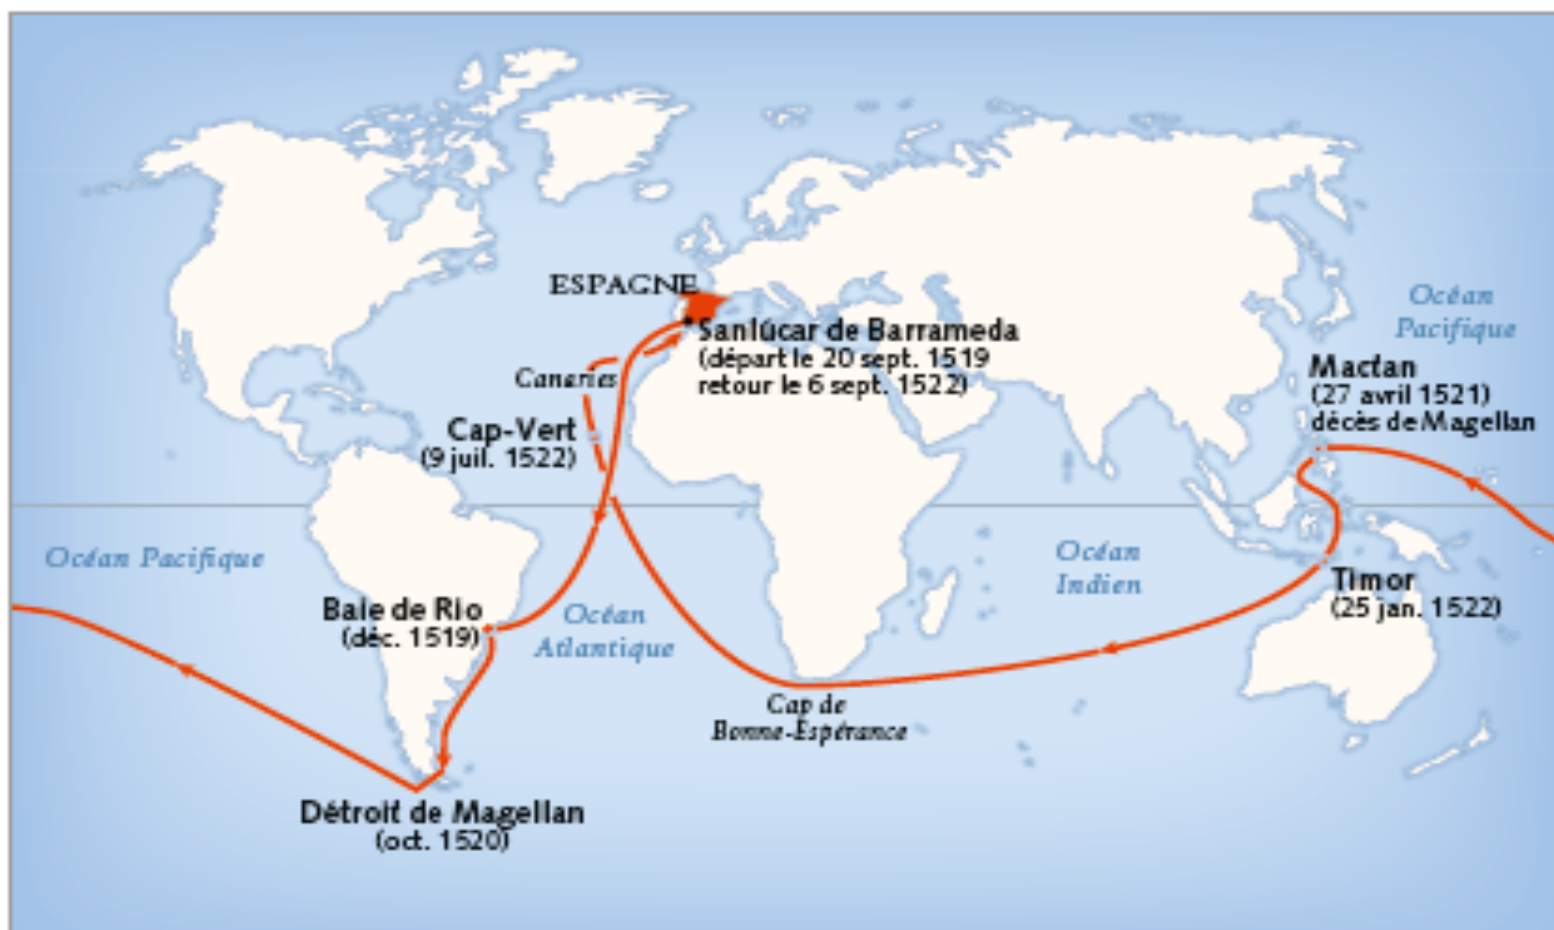 ESPAGNE
Sanlúcar de Barrameda
(départ le 20 sept. 1519
retour le 6 sept. 1522)
Océan
Pacifique
Mactan
(27 avril 1521)
décès de Magellan
Canaries
Cap-Vert
(9 juil. 1522)
Océan Pacifique
Océan
Indien
Timor
(25 jan. 1522)
Baie de Rio
(déc. 1519)
Océan
Atlantique
Cap de
Bonne-Espérance
Détroit de Magellan
(oct. 1520)